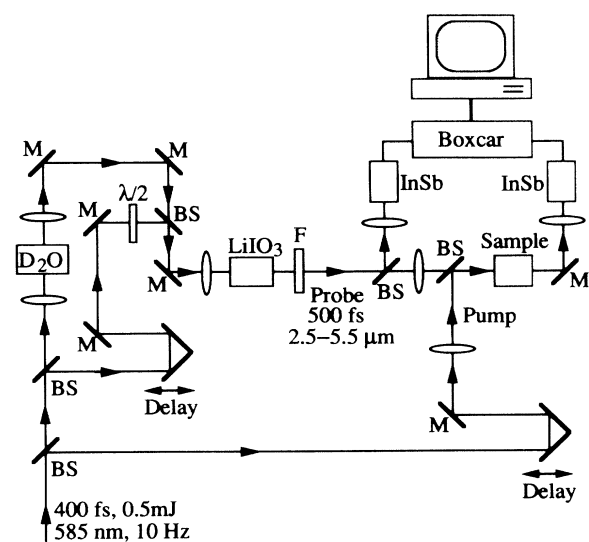 Boxcar
InSb
InSb
M
M
λ/2
M
BS
D₂O
M
LiIO₃
F
BS
Sample
BS
M
Probe
500 fs
2.5–5.5 μm
Pump
M
BS
Delay
M
BS
Delay
400 fs, 0.5mJ
585 nm, 10 Hz